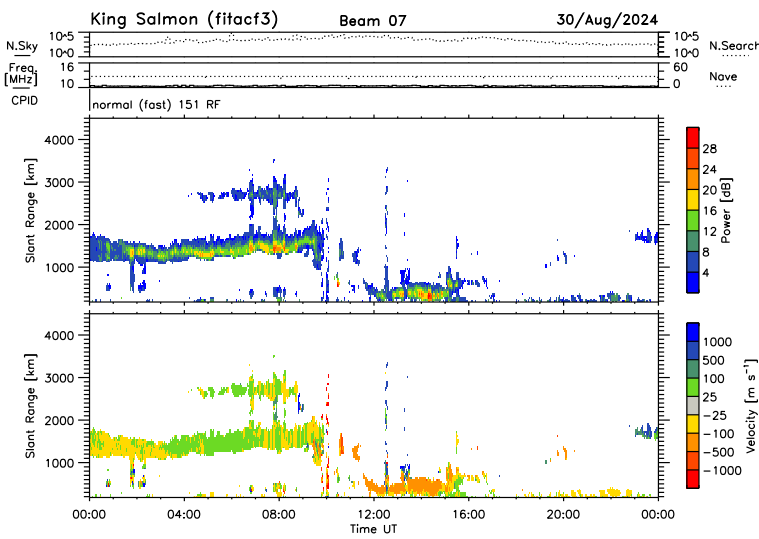 King Salmon (fitacf3) Beam 07 30/Aug/2024
N.Sky 10^5 10^0 10^5 10^0 N.Search
Freq [MHz] 16 10 60 0 Nave
CPID normal (fast) 151 RF
Slant Range [km] 4000 3000 2000 1000
28 24 20 16 12 8 4 Power [dB]
Slant Range [km] 4000 3000 2000 1000
1000 500 100 25 -25 -100 -500 -1000 Velocity [m s⁻¹]
00:00 04:00 08:00 12:00 16:00 20:00 00:00
Time UT